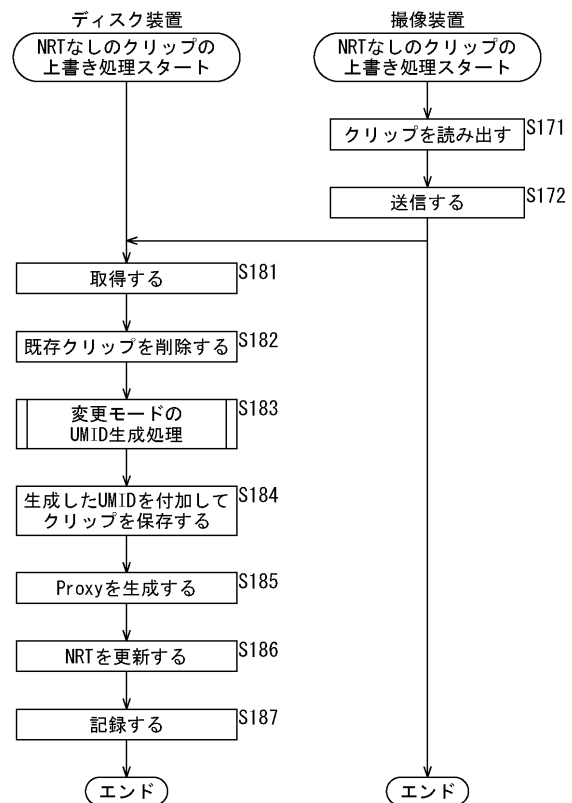 ディスク装置
撮像装置
NRTなしのクリップの
上書き処理スタート
NRTなしのクリップの
上書き処理スタート
クリップを読み出す
S171
送信する
S172
取得する
S181
既存クリップを削除する
S182
変更モードの
UMID生成処理
S183
生成したUMIDを付加して
クリップを保存する
S184
Proxyを生成する
S185
NRTを更新する
S186
記録する
S187
エンド
エンド